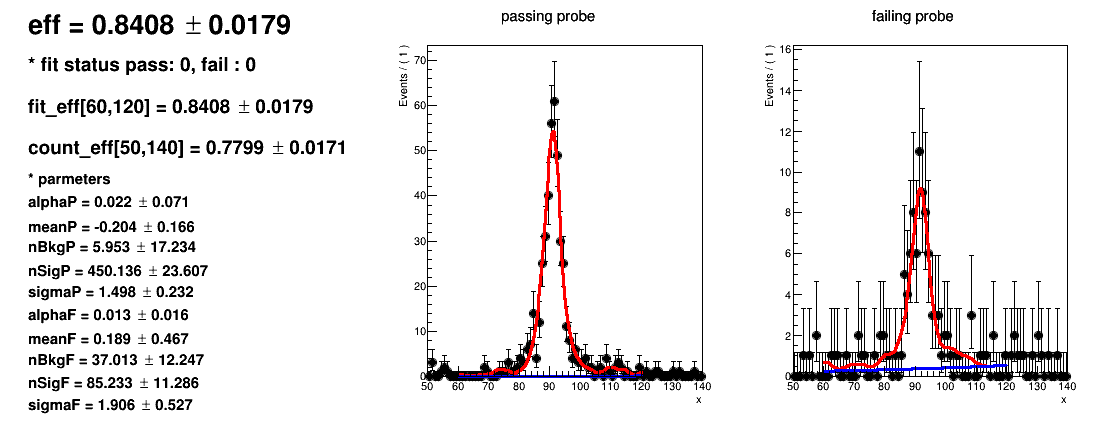 eff = 0.8408 ± 0.0179
* fit status pass: 0, fail : 0
fit_eff[60,120] = 0.8408 ± 0.0179
count_eff[50,140] = 0.7799 ± 0.0171
* parmeters
alphaP = 0.022 ± 0.071
meanP = -0.204 ± 0.166
nBkgP = 5.953 ± 17.234
nSigP = 450.136 ± 23.607
sigmaP = 1.498 ± 0.232
alphaF = 0.013 ± 0.016
meanF = 0.189 ± 0.467
nBkgF = 37.013 ± 12.247
nSigF = 85.233 ± 11.286
sigmaF = 1.906 ± 0.527
passing probe
Events / ( 1 )
70
60
50
40
30
20
10
0
50 60 70 80 90 100 110 120 130 140
x
failing probe
Events / ( 1 )
16
14
12
10
8
6
4
2
0
50 60 70 80 90 100 110 120 130 140
x